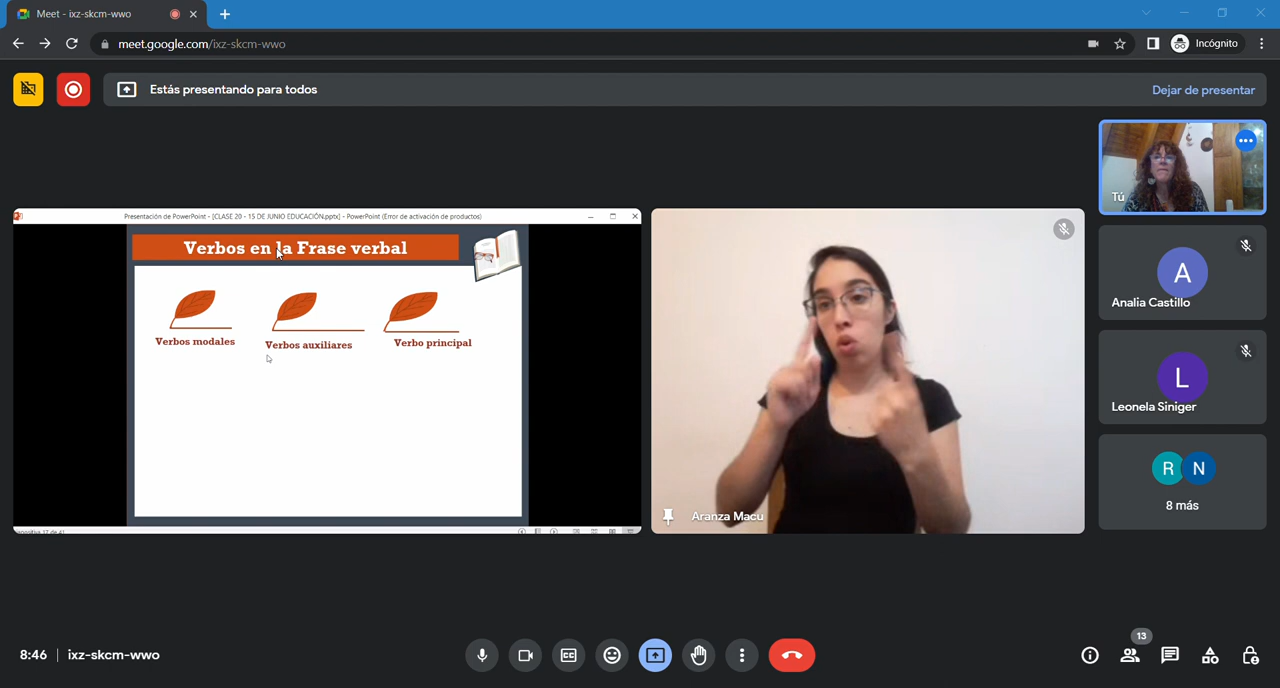 Meet - ixz-skcm-wwo
meet.google.com/ixz-skcm-wwo
Incógnito
Estás presentando para todos
Dejar de presentar
Tú
Presentación de PowerPoint - [CLASE 20 - 15 DE JUNIO EDUCACIÓN.pptx] - PowerPoint (Error de activación de productos)
Verbos en la Frase verbal
Verbos modales
Verbos auxiliares
Verbo principal
Aranza Macu
A
Analia Castillo
L
Leonela Siniger
R N
8 más
8:46 | ixz-skcm-wwo
13